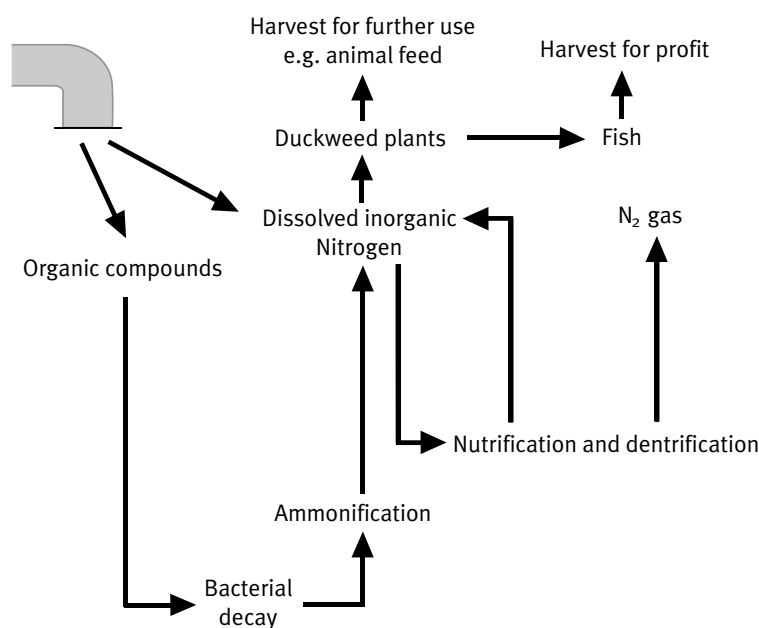 Harvest for further use
e.g. animal feed
Harvest for profit
Duckweed plants
Fish
Dissolved inorganic
Nitrogen
N₂ gas
Organic compounds
Nutrification and dentrification
Ammonification
Bacterial
decay